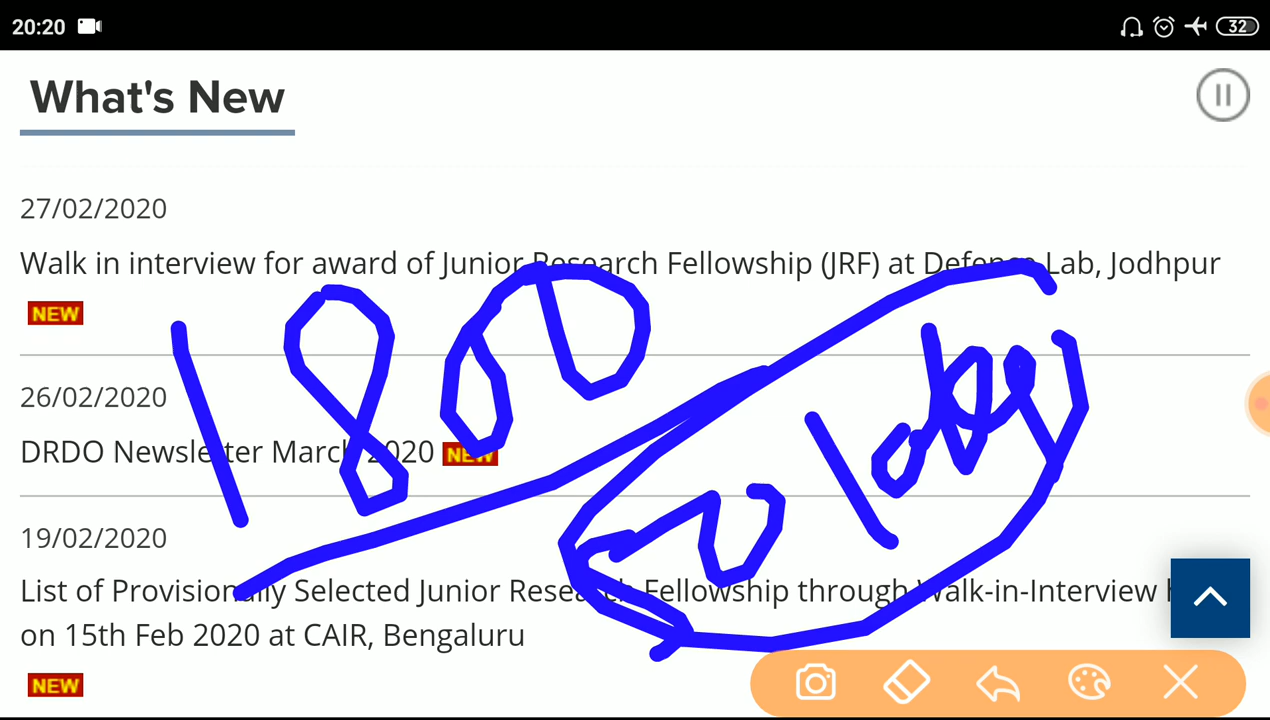 20:20
32
What's New
27/02/2020
Walk in interview for award of Junior Research Fellowship (JRF) at Defence Lab, Jodhpur
NEW
26/02/2020
DRDO Newsletter March 2020 NEW
19/02/2020
List of Provisionally Selected Junior Research Fellowship through Walk-in-Interview
on 15th Feb 2020 at CAIR, Bengaluru
NEW
1800
50 lakh